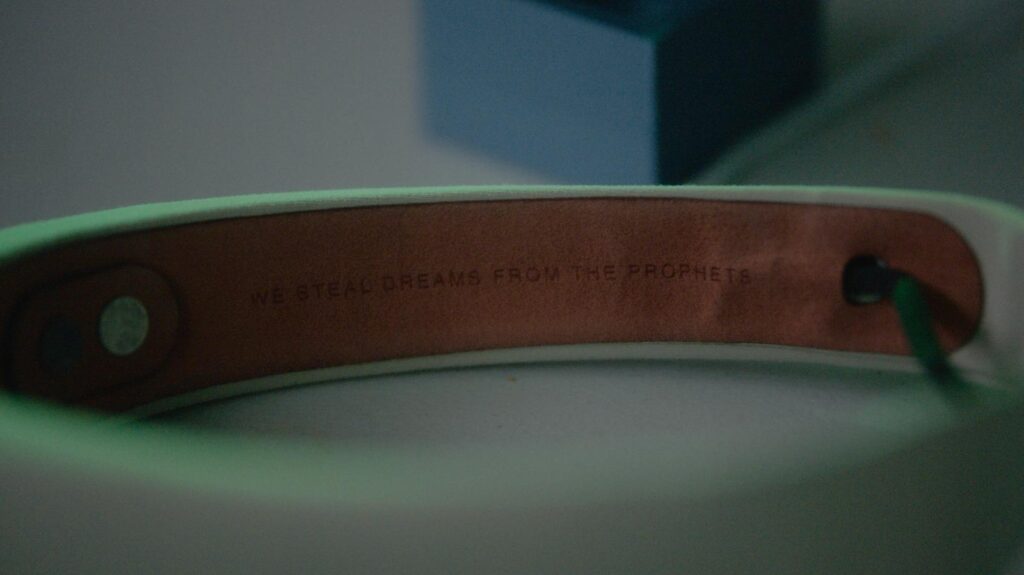 WE STEAL DREAMS FROM THE PROPHETS